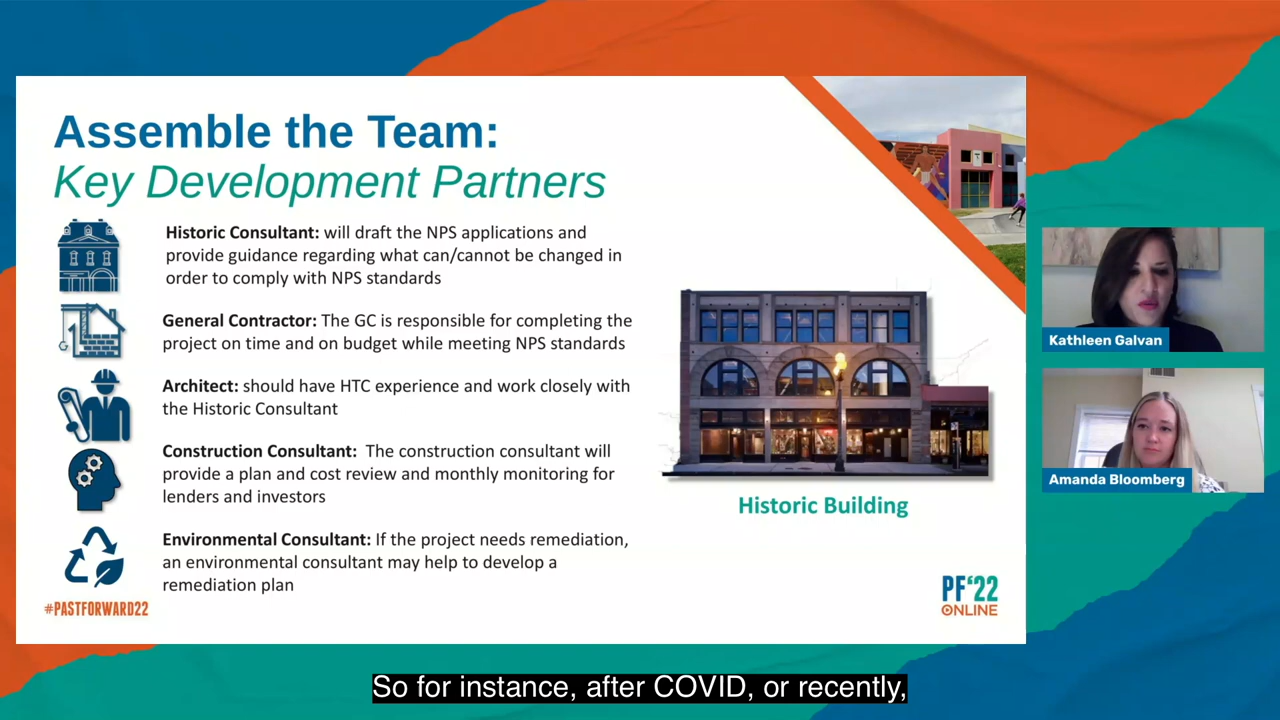 Assemble the Team:
Key Development Partners
Historic Consultant: will draft the NPS applications and
provide guidance regarding what can/cannot be changed in
order to comply with NPS standards
General Contractor: The GC is responsible for completing the
project on time and on budget while meeting NPS standards
Architect: should have HTC experience and work closely with
the Historic Consultant
Construction Consultant: The construction consultant will
provide a plan and cost review and monthly monitoring for
lenders and investors
Environmental Consultant: If the project needs remediation,
an environmental consultant may help to develop a
remediation plan
#PASTFORWARD22
Historic Building
PF'22
ONLINE
Kathleen Galvan
Amanda Bloomberg
So for instance, after COVID, or recently,